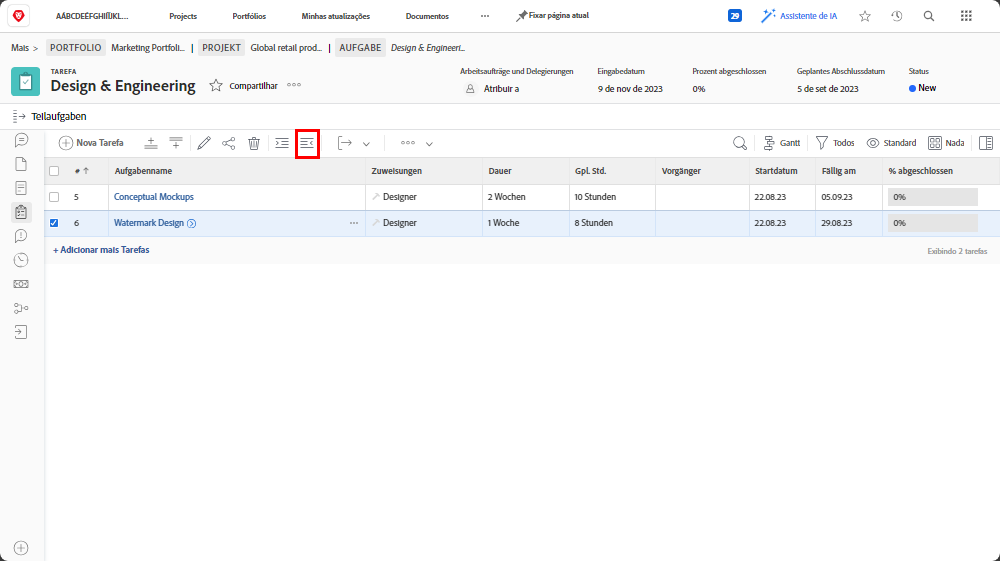 AÁBCDEÉFGHIÍÏJKL...
Projects
Portfólios
Minhas atualizações
Documentos
Fixar página atual
29
Assistente de IA
Mais > PORTFOLIO Marketing Portfoli... | PROJEKT Global retail prod... | AUFGABE Design & Engineeri..
TAREFA
Design & Engineering
Compartilhar
Arbeitsaufträge und Delegierungen
Atribuir a
Eingabedatum
9 de nov de 2023
Prozent abgeschlossen
0%
Geplantes Abschlussdatum
5 de set de 2023
Status
New
Teilaufgaben
Nova Tarefa
Gantt
Todos
Standard
Nada
# ↑ Aufgabenname Zuweisungen Dauer Gpl. Std. Vorgänger Startdatum Fällig am % abgeschlossen
5 Conceptual Mockups Designer 2 Wochen 10 Stunden 22.08.23 05.09.23 0%
6 Watermark Design Designer 1 Woche 8 Stunden 22.08.23 29.08.23 0%
+ Adicionar mais Tarefas
Exibindo 2 tarefas